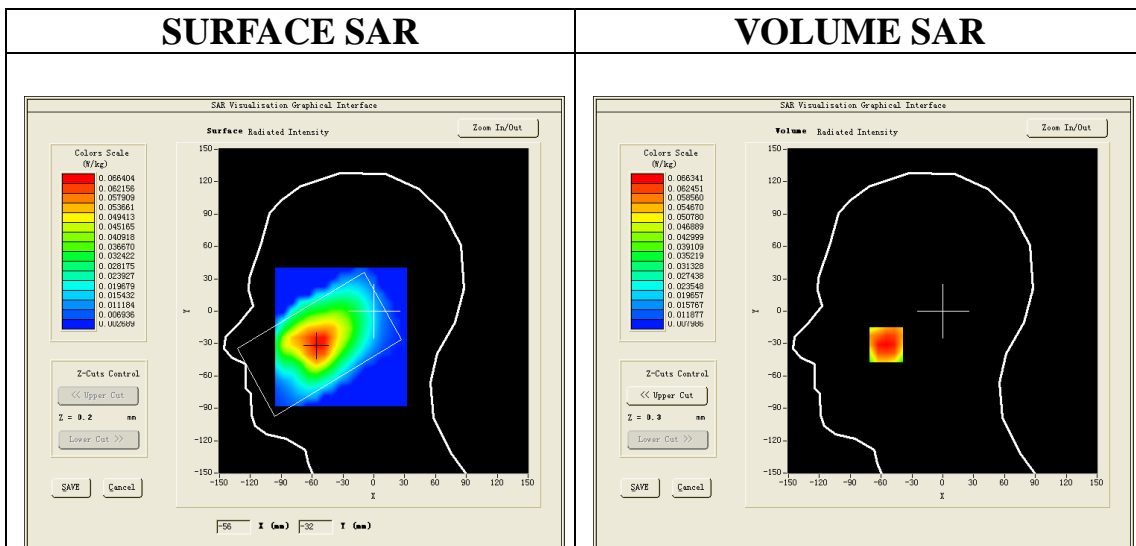 SURFACE SAR
VOLUME SAR
SAR Visualisation Graphical Interface
Surface Radiated Intensity
Zoom In/Out
Colors Scale
(W/kg)
0.066404
0.062156
0.057909
0.053661
0.049413
0.045165
0.040918
0.036670
0.032422
0.028175
0.023927
0.019679
0.015432
0.011184
0.006936
0.002689
150
120
90
60
30
0
-30
-60
-90
-120
-150
Y
-150 -120 -90 -60 -30 0 30 60 90 120 150
X
Z-Cuts Control
<< Upper Cut
Z = 0.2 mm
Lower Cut >>
SAVE Cancel
-56 X (mm) -32 Y (mm)
SAR Visualisation Graphical Interface
Volume Radiated Intensity
Zoom In/Out
Colors Scale
(W/kg)
0.066341
0.062451
0.058560
0.054670
0.050780
0.046889
0.042999
0.039109
0.035219
0.031328
0.027438
0.023548
0.019657
0.015767
0.011877
0.007986
150
120
90
60
30
0
-30
-60
-90
-120
-150
Y
-150 -120 -90 -60 -30 0 30 60 90 120 150
X
Z-Cuts Control
<< Upper Cut
Z = 0.3 mm
Lower Cut >>
SAVE Cancel